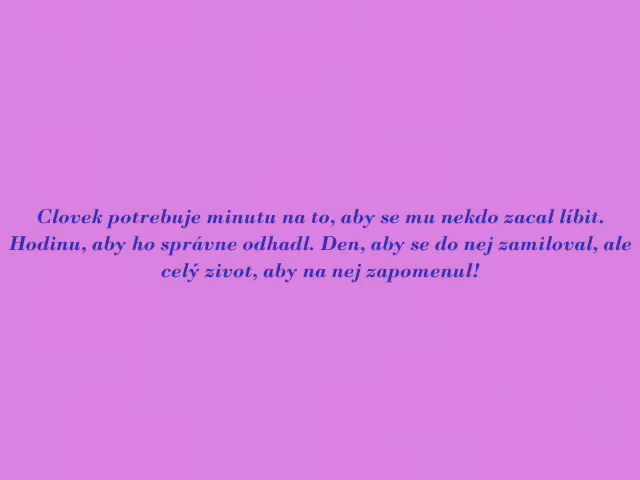 Clovek potrebuje minutu na to, aby se mu nekdo zacal líbit.
Hodinu, aby ho správne odhadl. Den, aby se do nej zamiloval, ale
celý zivot, aby na nej zapomenul!